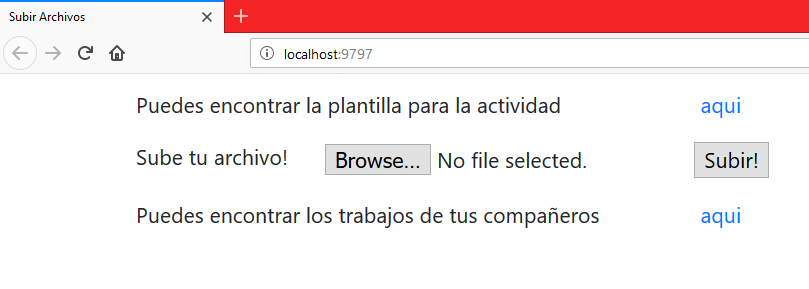 Subir Archivos
localhost:9797
Puedes encontrar la plantilla para la actividad aqui
Sube tu archivo! Browse... No file selected. Subir!
Puedes encontrar los trabajos de tus compañeros aqui